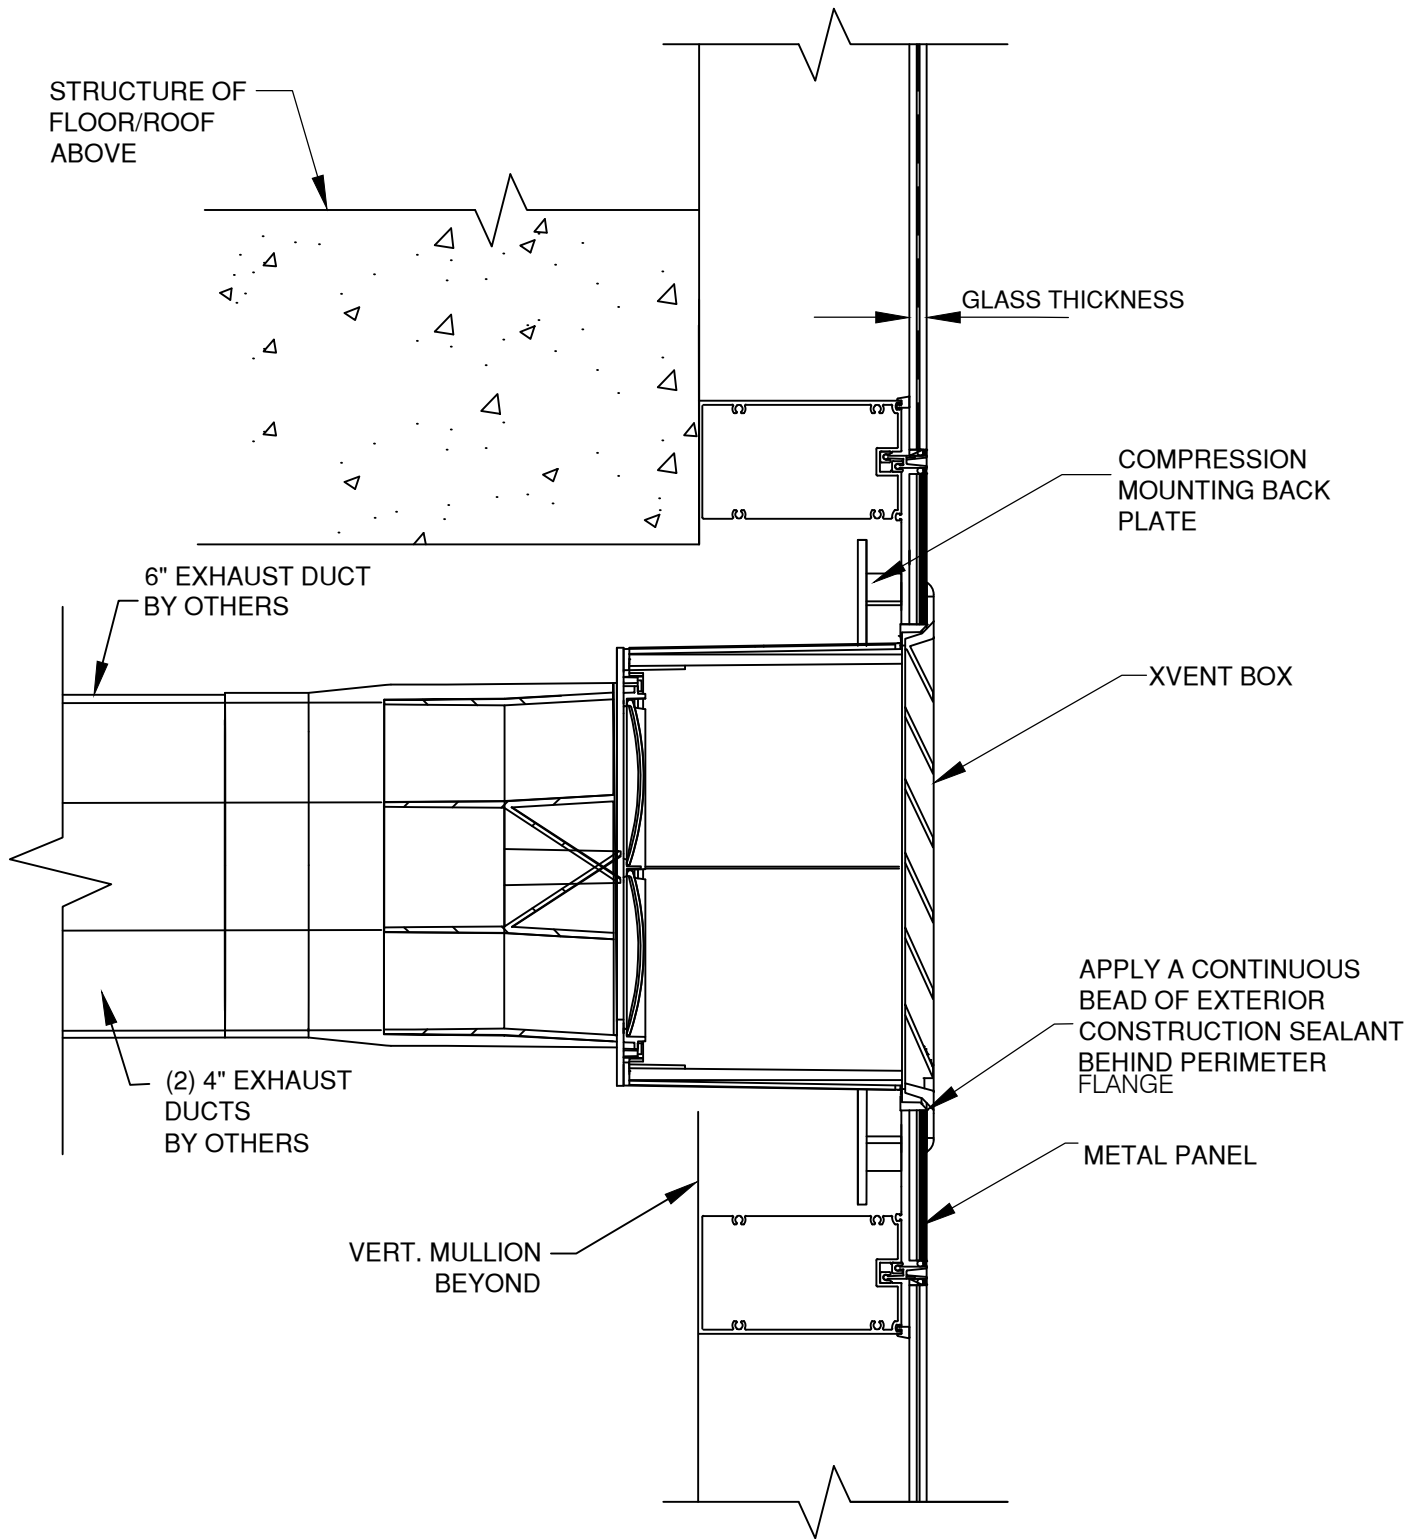 STRUCTURE OF
FLOOR/ROOF
ABOVE
GLASS THICKNESS
COMPRESSION
MOUNTING BACK
PLATE
6" EXHAUST DUCT
BY OTHERS
XVENT BOX
APPLY A CONTINUOUS
BEAD OF EXTERIOR
CONSTRUCTION SEALANT
BEHIND PERIMETER
FLANGE
(2) 4" EXHAUST
DUCTS
BY OTHERS
METAL PANEL
VERT. MULLION
BEYOND